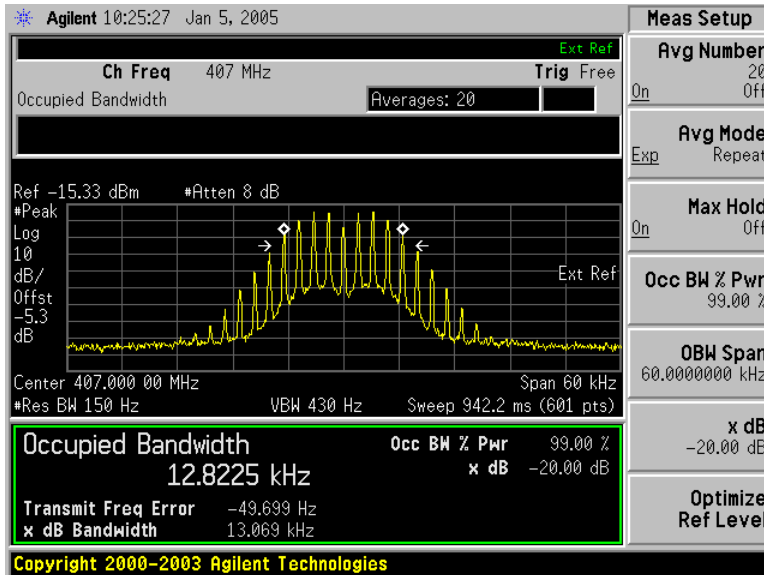 Agilent 10:25:27 Jan 5, 2005
Ext Ref
Ch Freq 407 MHz Trig Free
Occupied Bandwidth Averages: 20
Ref -15.33 dBm #Atten 8 dB
#Peak
Log
10
dB/
Offst
-5.3
dB
Ext Ref
Center 407.000 00 MHz Span 60 kHz
#Res BW 150 Hz VBW 430 Hz Sweep 942.2 ms (601 pts)
Occupied Bandwidth Occ BW % Pwr 99.00 %
12.8225 kHz x dB -20.00 dB
Transmit Freq Error -49.699 Hz
x dB Bandwidth 13.069 kHz
Copyright 2000-2003 Agilent Technologies
Meas Setup
Avg Number
20
On Off
Avg Mode
Exp Repeat
Max Hold
On Off
Occ BW % Pwr
99.00 %
OBW Span
60.0000000 kHz
x dB
-20.00 dB
Optimize
Ref Level